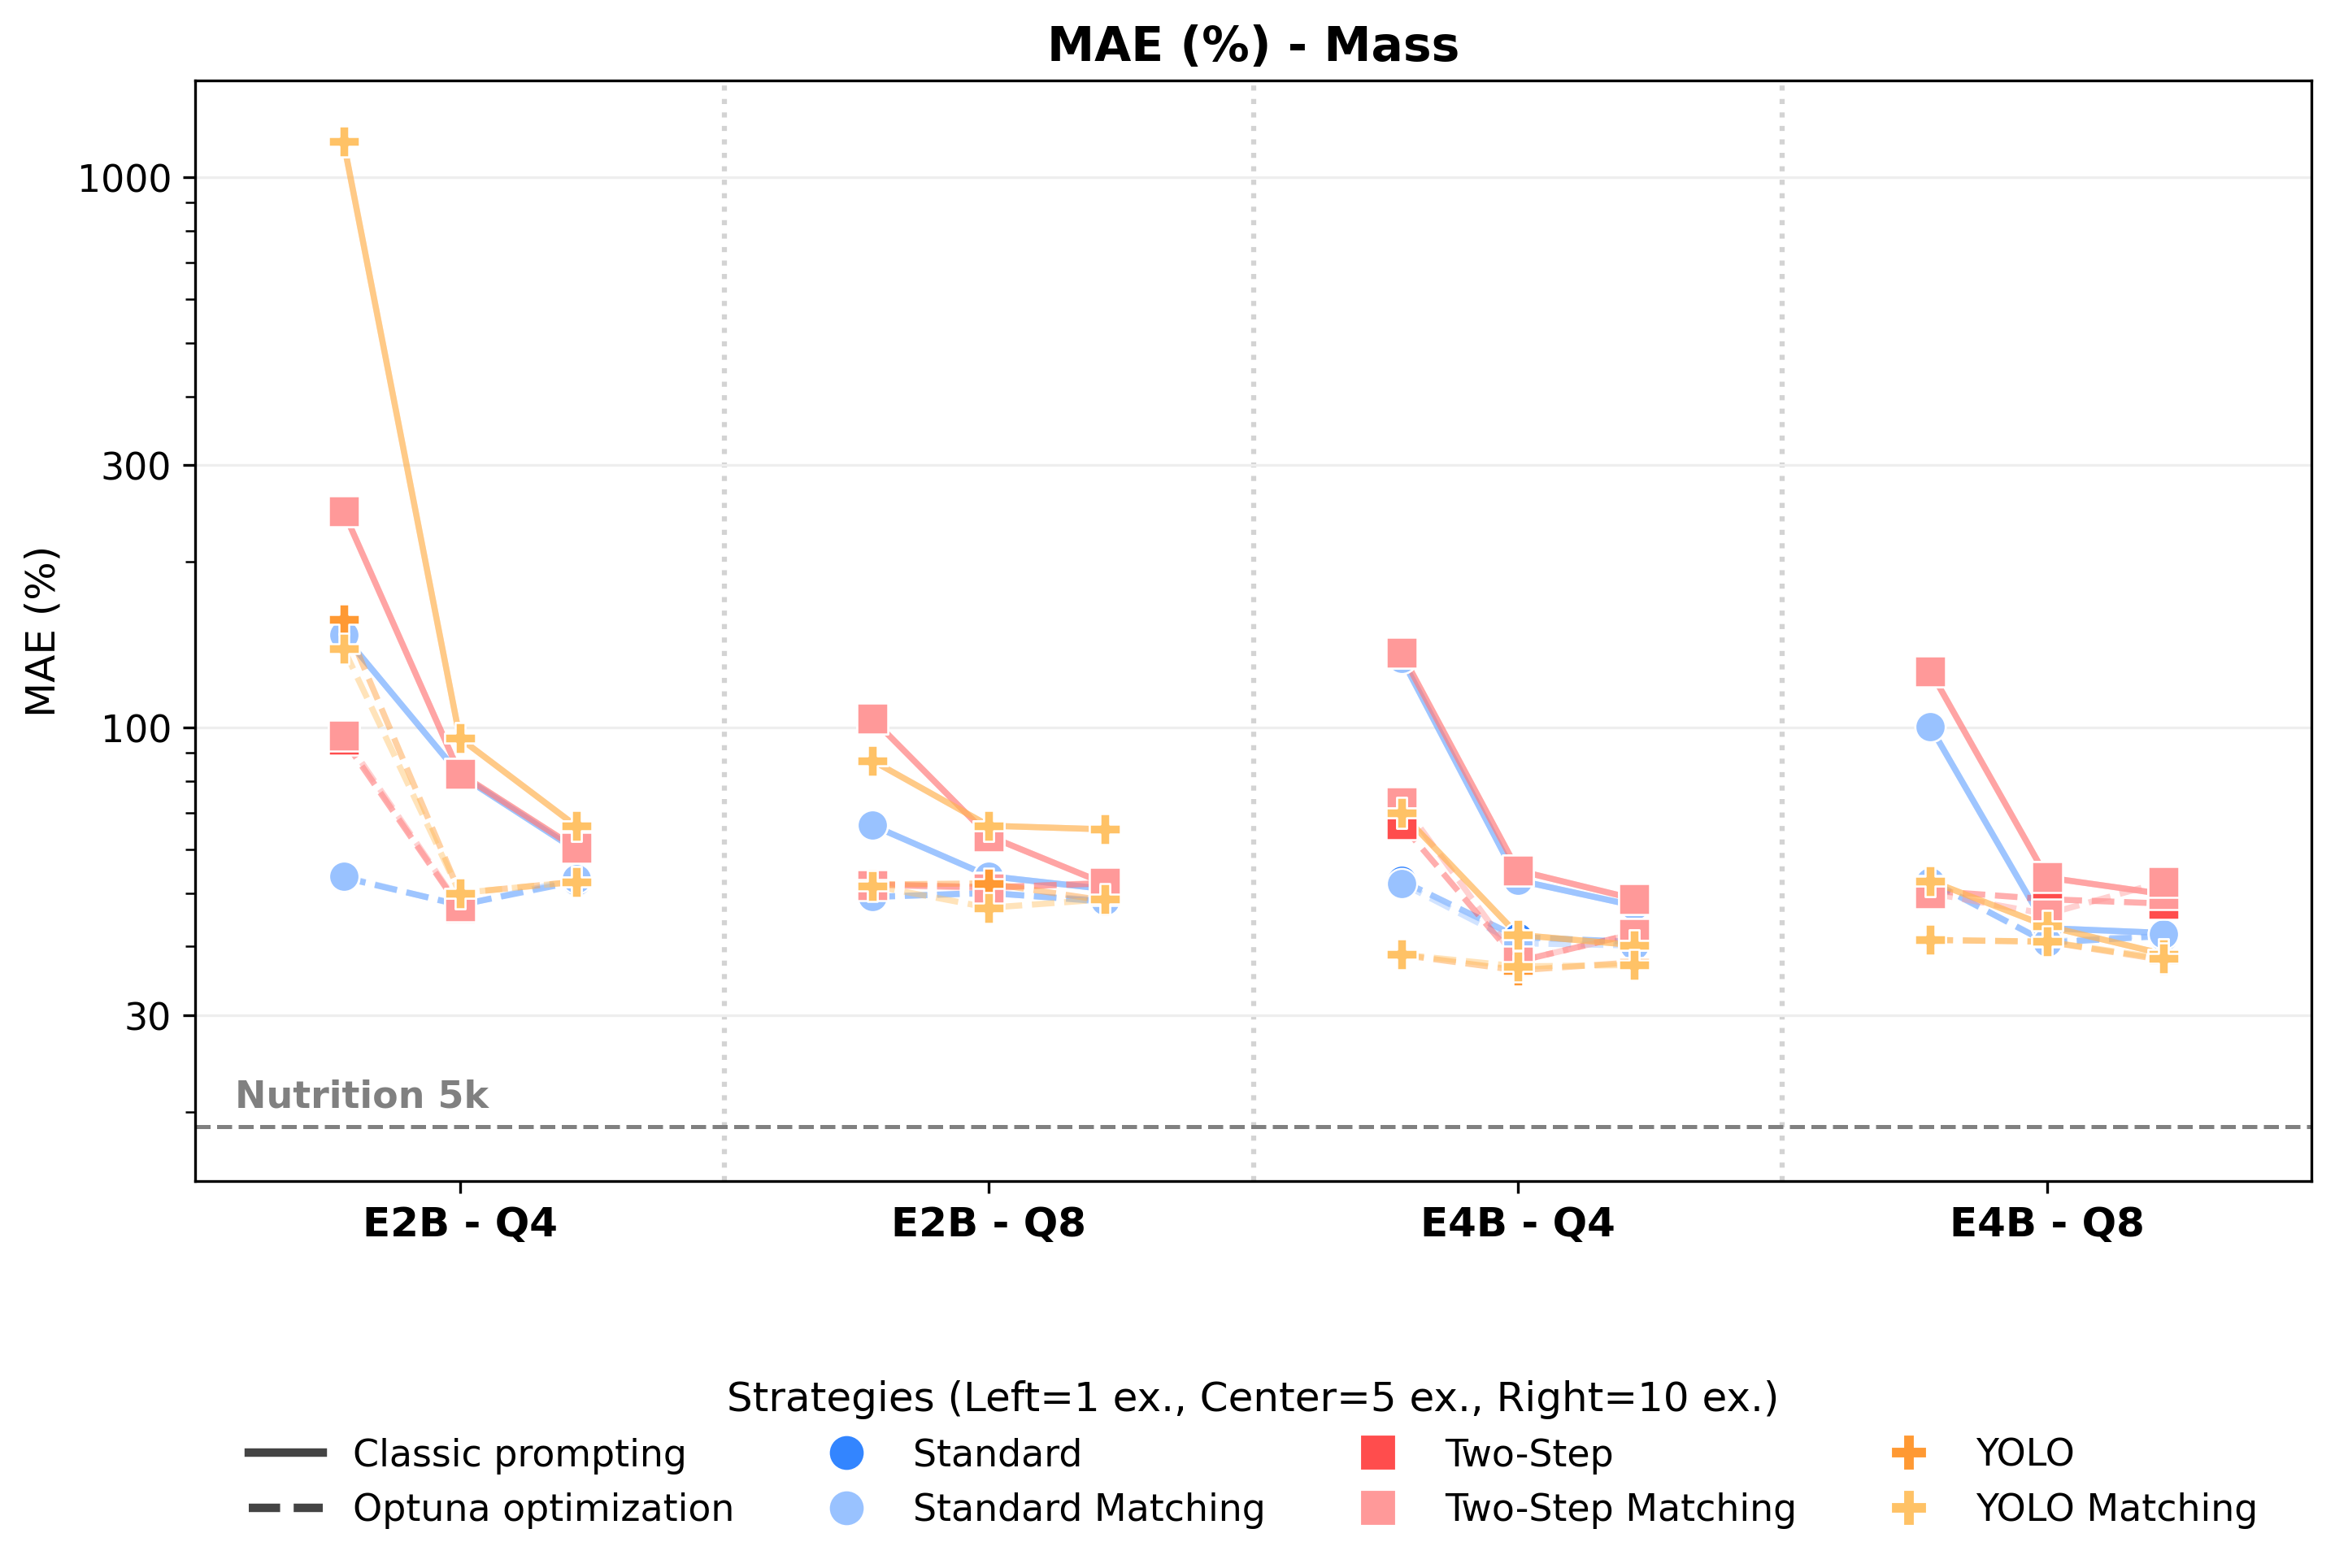 MAE (%) - Mass
MAE (%)
1000
300
100
30
Nutrition 5k
E2B - Q4
E2B - Q8
E4B - Q4
E4B - Q8
Strategies (Left=1 ex., Center=5 ex., Right=10 ex.)
Classic prompting
Optuna optimization
Standard
Standard Matching
Two-Step
Two-Step Matching
YOLO
YOLO Matching